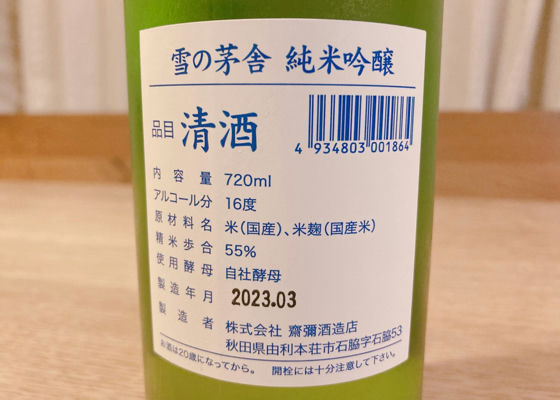 雪の茅舎 純米吟醸
品目 清酒
4 934803 001864
内容量 720ml
アルコール分 16度
原材料名 米(国産)、米麹(国産米)
精米歩合 55%
使用酵母 自社酵母
製造年月 2023.03
製造者 株式会社 齋彌酒造店
秋田県由利本荘市石脇字石脇53
お酒は20歳になってから。 開栓には十分注意して下さい。